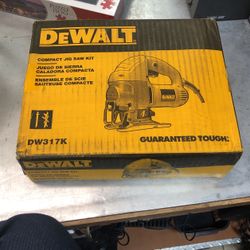 DEWALT
COMPACT JIG SAW KIT
JUEGO DE SIERRA
CALADORA COMPACTA
ENSEMBLE DE SCIE
SAUTEUSE COMPACTE
DEWALT
DW317K
GUARANTEED TOUGH.